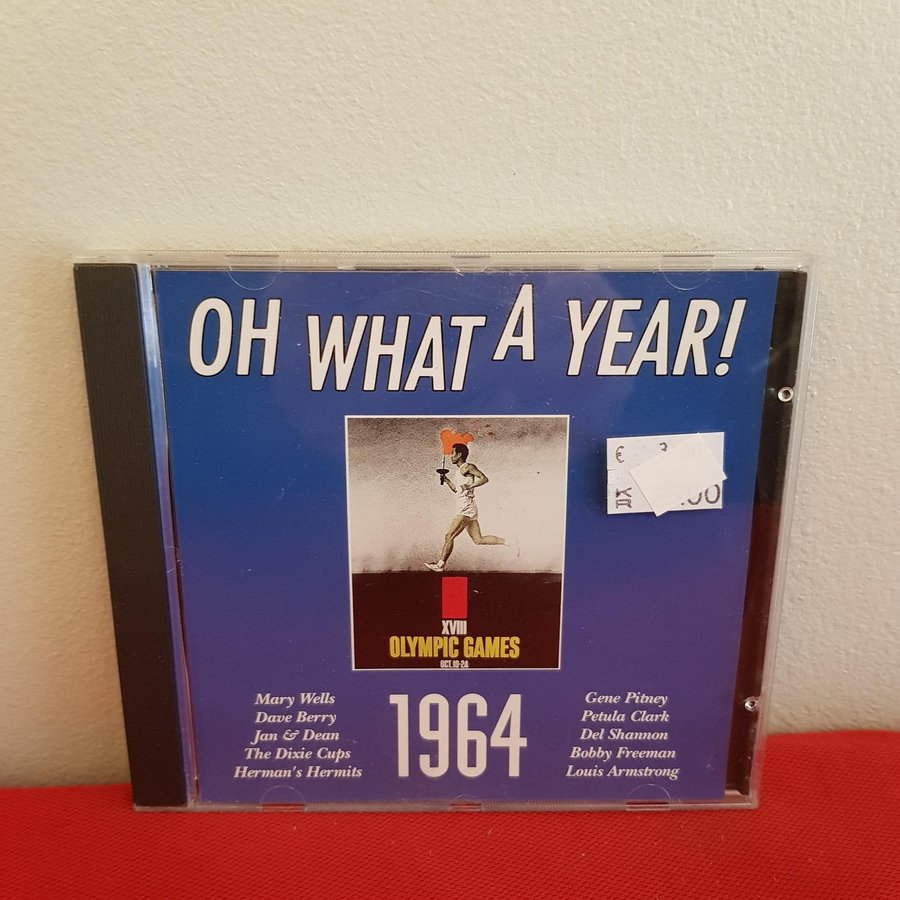 OH WHAT A YEAR!
€
XVIII
OLYMPIC GAMES
OCT.10-24
1964
Mary Wells
Dave Berry
Jan & Dean
The Dixie Cups
Herman's Hermits
Gene Pitney
Petula Clark
Del Shannon
Bobby Freeman
Louis Armstrong